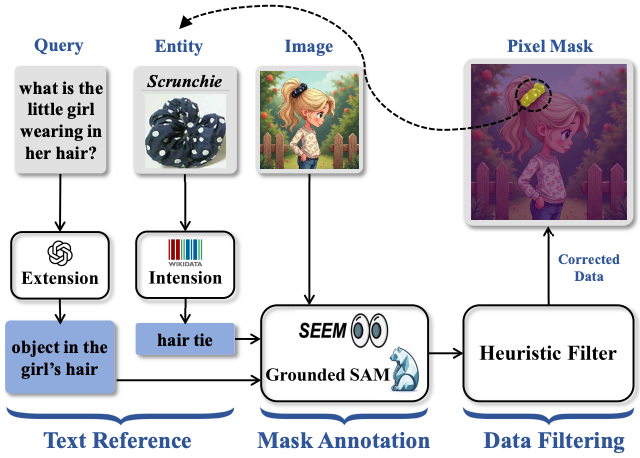 Query
Entity
Image
Pixel Mask
what is the
little girl
wearing in
her hair?
Scrunchie
Extension
WIKIDATA
Intension
Corrected
Data
object in the
girl's hair
hair tie
SEEM
Grounded SAM
Heuristic Filter
Text Reference
Mask Annotation
Data Filtering